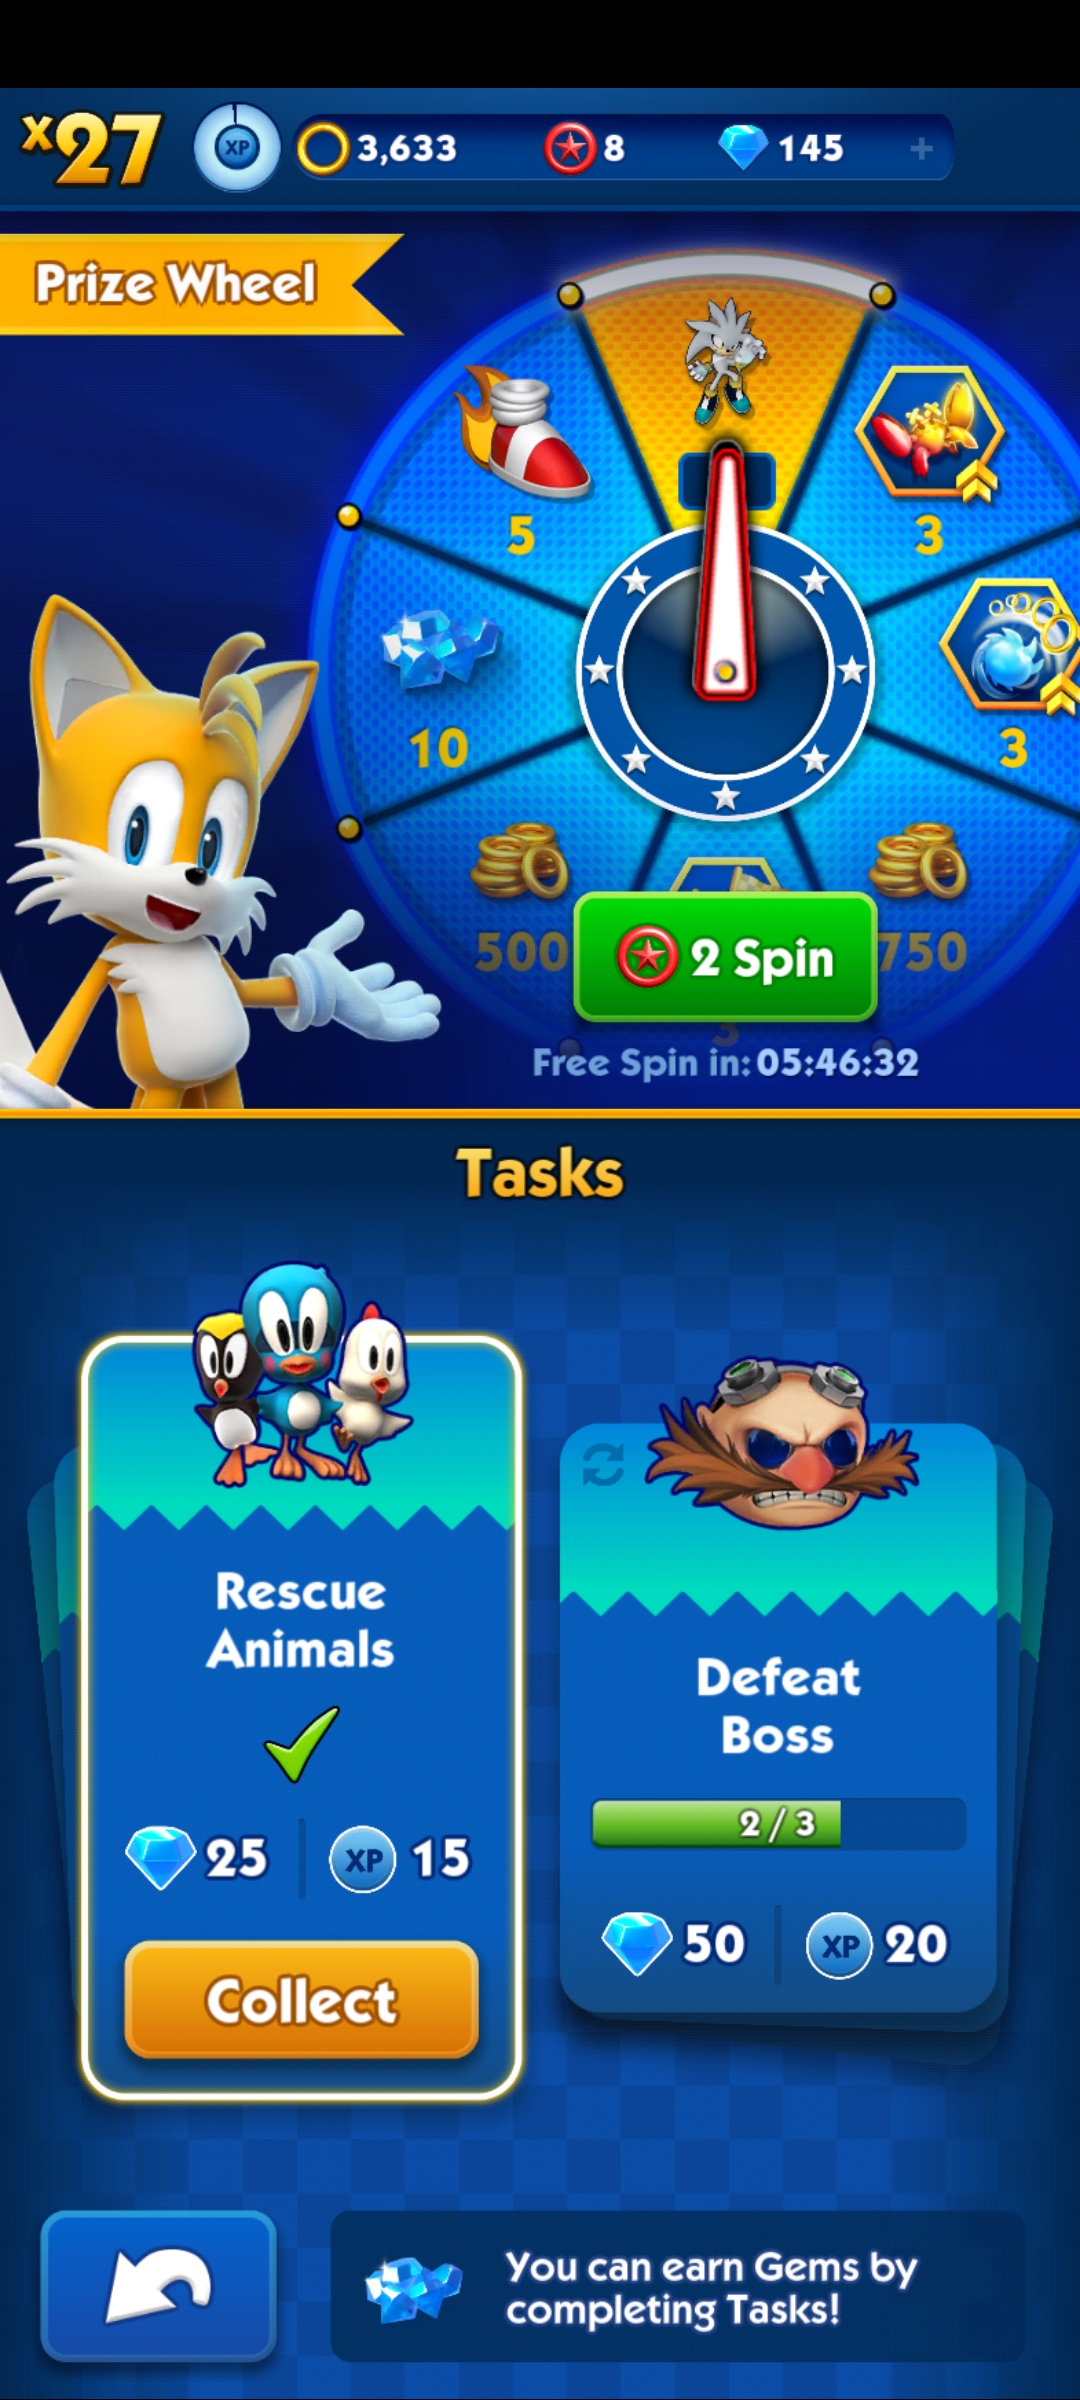 x27
XP
3,633
8
145
+
Prize Wheel
5
3
10
3
500
2 Spin
750
3
Free Spin in: 05:46:32
Tasks
Rescue
Animals
25
XP
15
Collect
Defeat
Boss
2/3
50
XP
20
You can earn Gems by
completing Tasks!